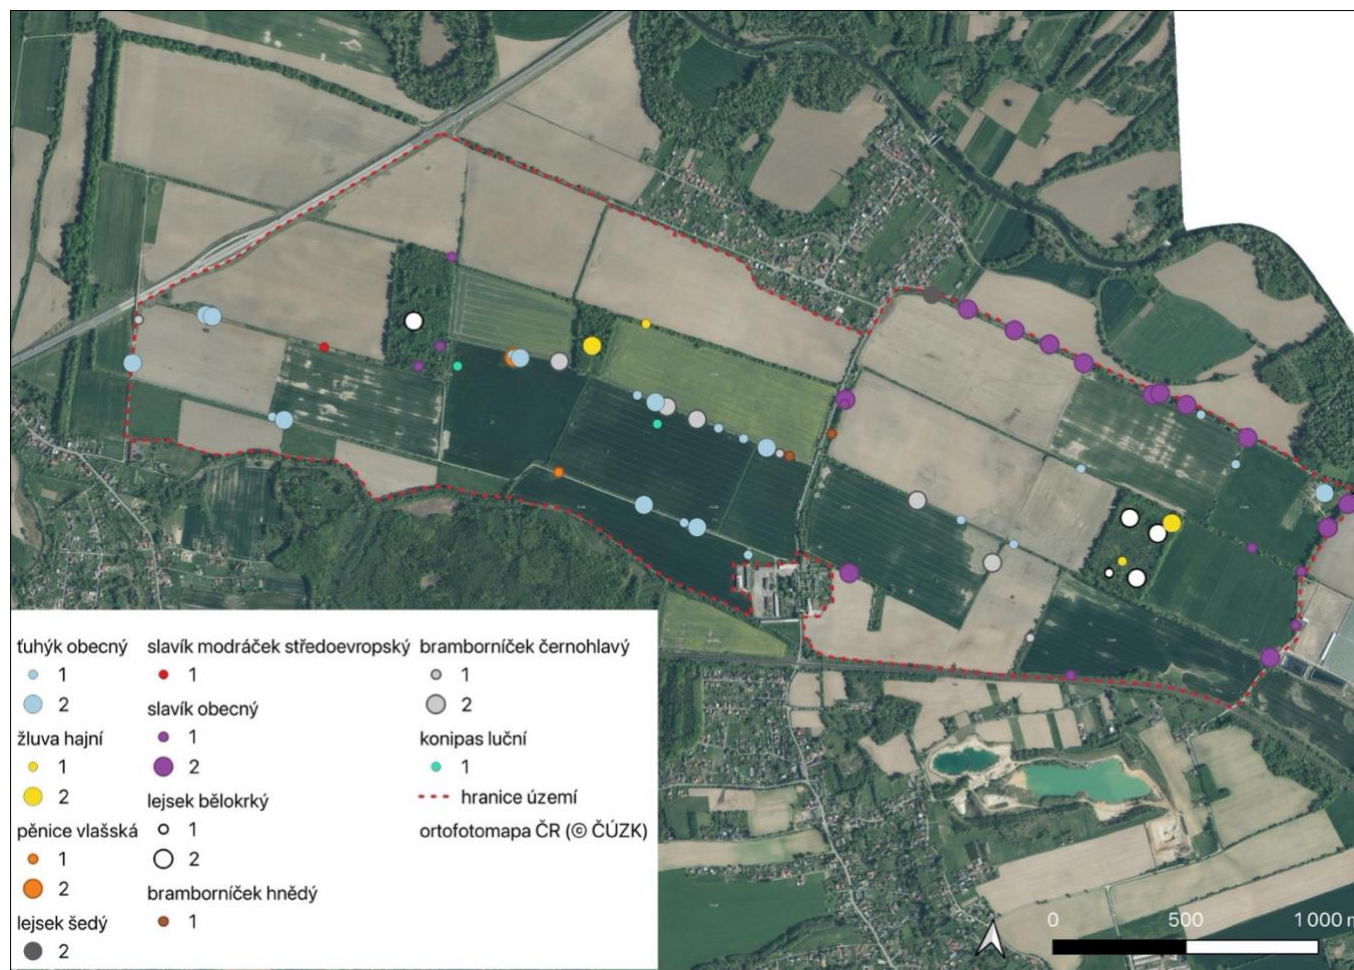 ťuhýk obecný
1
2
žluva hajní
1
2
pěnice vlašská
1
2
lejsek šedý
2
slavík modráček středoevropský
1
slavík obecný
1
2
lejsek bělokrký
1
2
bramborníček hnědý
1
bramborníček černohlavý
1
2
konipas luční
1
hranice území
ortofotomapa ČR (© ČÚZK)
0 500 1 000 m